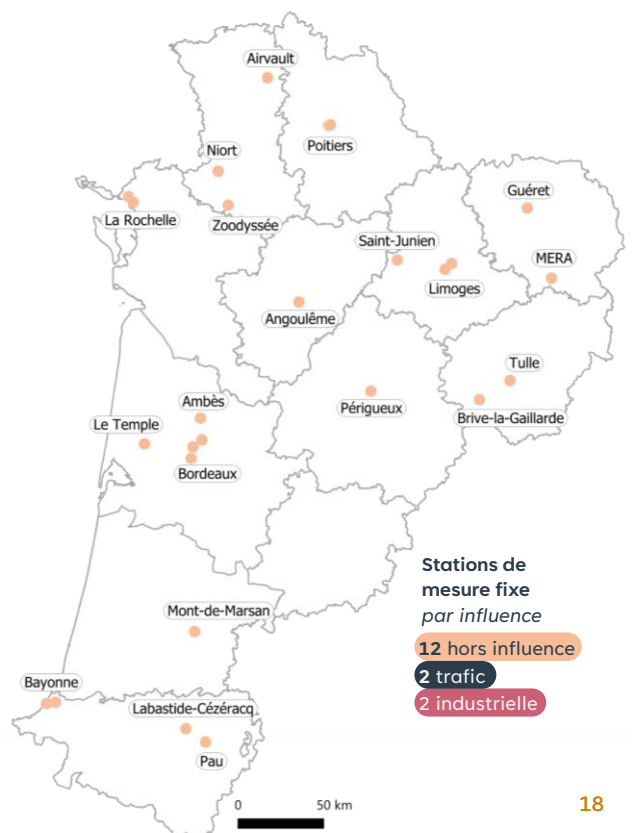 Airvault
Poitiers
Niort
Guéret
La Rochelle
Zoodyssée
Saint-Junien
MERA
Limoges
Angoulême
Tulle
Ambès
Périgueux
Le Temple
Brive-la-Gaillarde
Bordeaux
Stations de
mesure fixe
par influence
Mont-de-Marsan
12 hors influence
2 trafic
Bayonne
2 industrielle
Labastide-Cézéracq
Pau
0 50 km
18